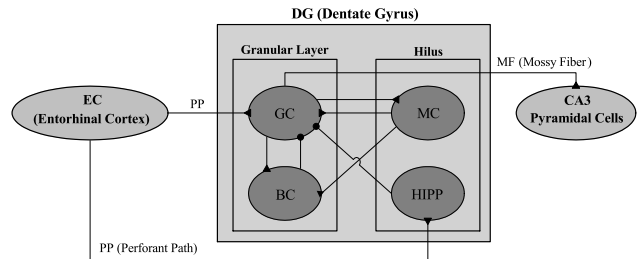 DG (Dentate Gyrus)
Granular Layer
Hilus
MF (Mossy Fiber)
EC
(Entorhinal Cortex)
PP
GC
MC
CA3
Pyramidal Cells
BC
HIPP
PP (Perforant Path)